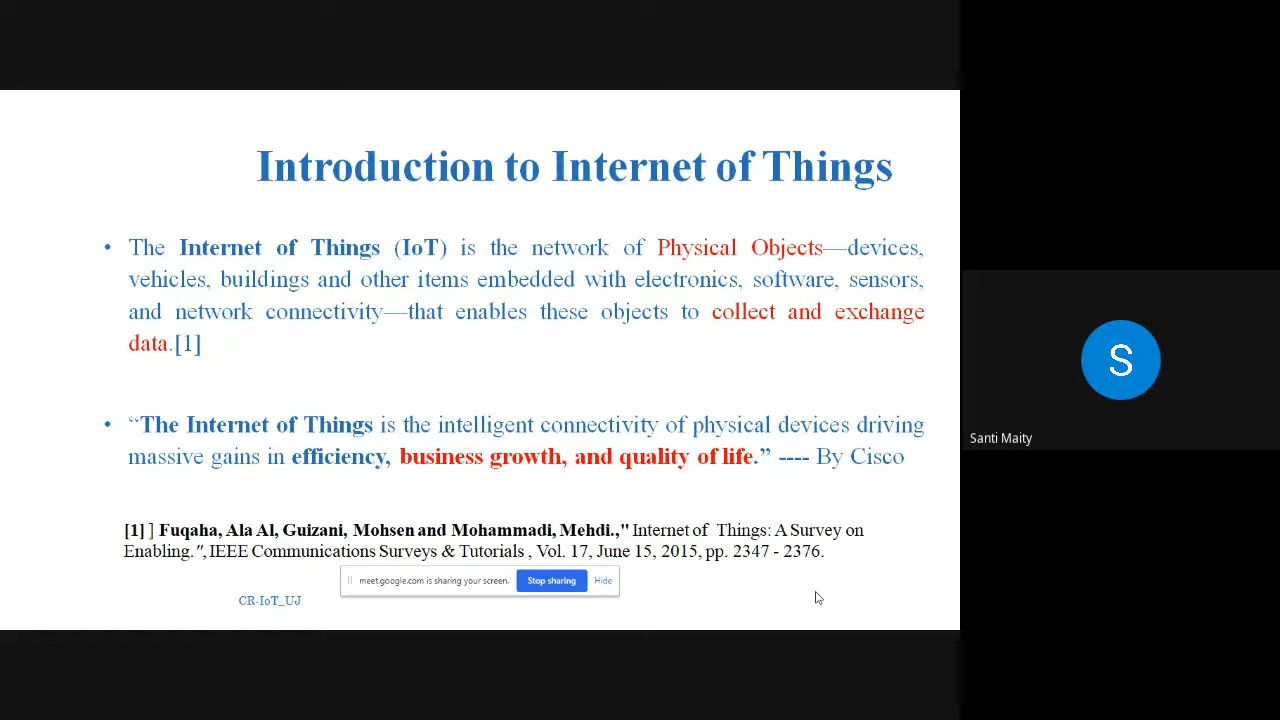 Introduction to Internet of Things
• The Internet of Things (IoT) is the network of Physical Objects—devices,
vehicles, buildings and other items embedded with electronics, software, sensors,
and network connectivity—that enables these objects to collect and exchange
data.[1]
• “The Internet of Things is the intelligent connectivity of physical devices driving
massive gains in efficiency, business growth, and quality of life.” ---- By Cisco
[1] ] Fuqaha, Ala Al, Guizani, Mohsen and Mohammadi, Mehdi.," Internet of Things: A Survey on
Enabling.", IEEE Communications Surveys & Tutorials , Vol. 17, June 15, 2015, pp. 2347 - 2376.
meet.google.com is sharing your screen. Stop sharing Hide
CR-IoT_UJ
S
Santi Maity